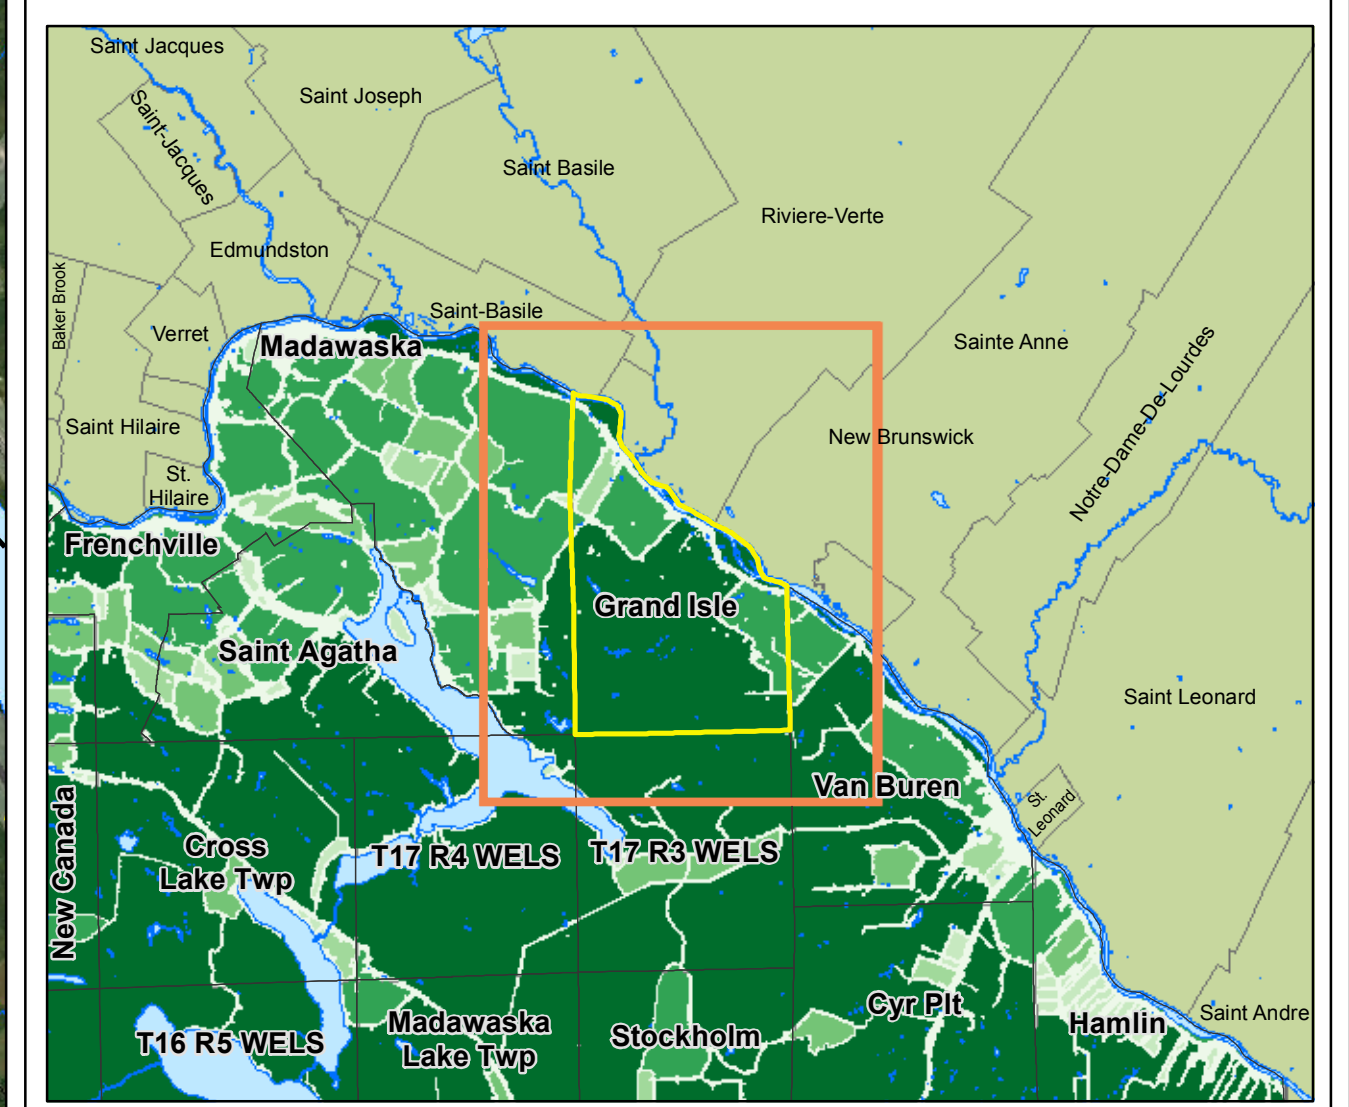 Saint Jacques
Saint Joseph
Saint-Jacques
Saint Basile
Riviere-Verte
Edmundston
Baker Brook
Saint-Basile
Verret
Madawaska
Sainte Anne
Notre-Dame-De-Lourdes
Saint Hilaire
New Brunswick
St.
Hilaire
Frenchville
Grand Isle
Saint Agatha
Saint Leonard
Van Buren
St.
Leonard
New Canada
Cross
Lake Twp
T17 R4 WELS
T17 R3 WELS
Cyr Plt
Saint Andre
Madawaska
Lake Twp
Stockholm
Hamlin
T16 R5 WELS